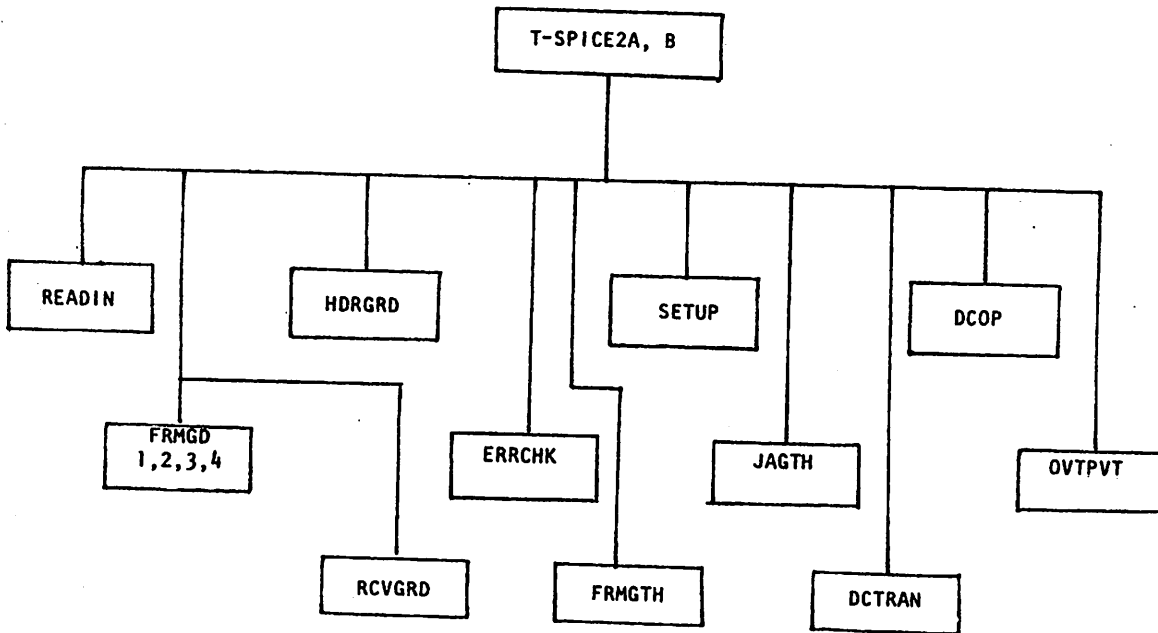 T-SPICE2A, B
READIN
HDRGRD
SETUP
DCOP
FRMGD
1,2,3,4
ERRCHK
JAGTH
OVTPVT
RCVGRD
FRMGTH
DCTRAN